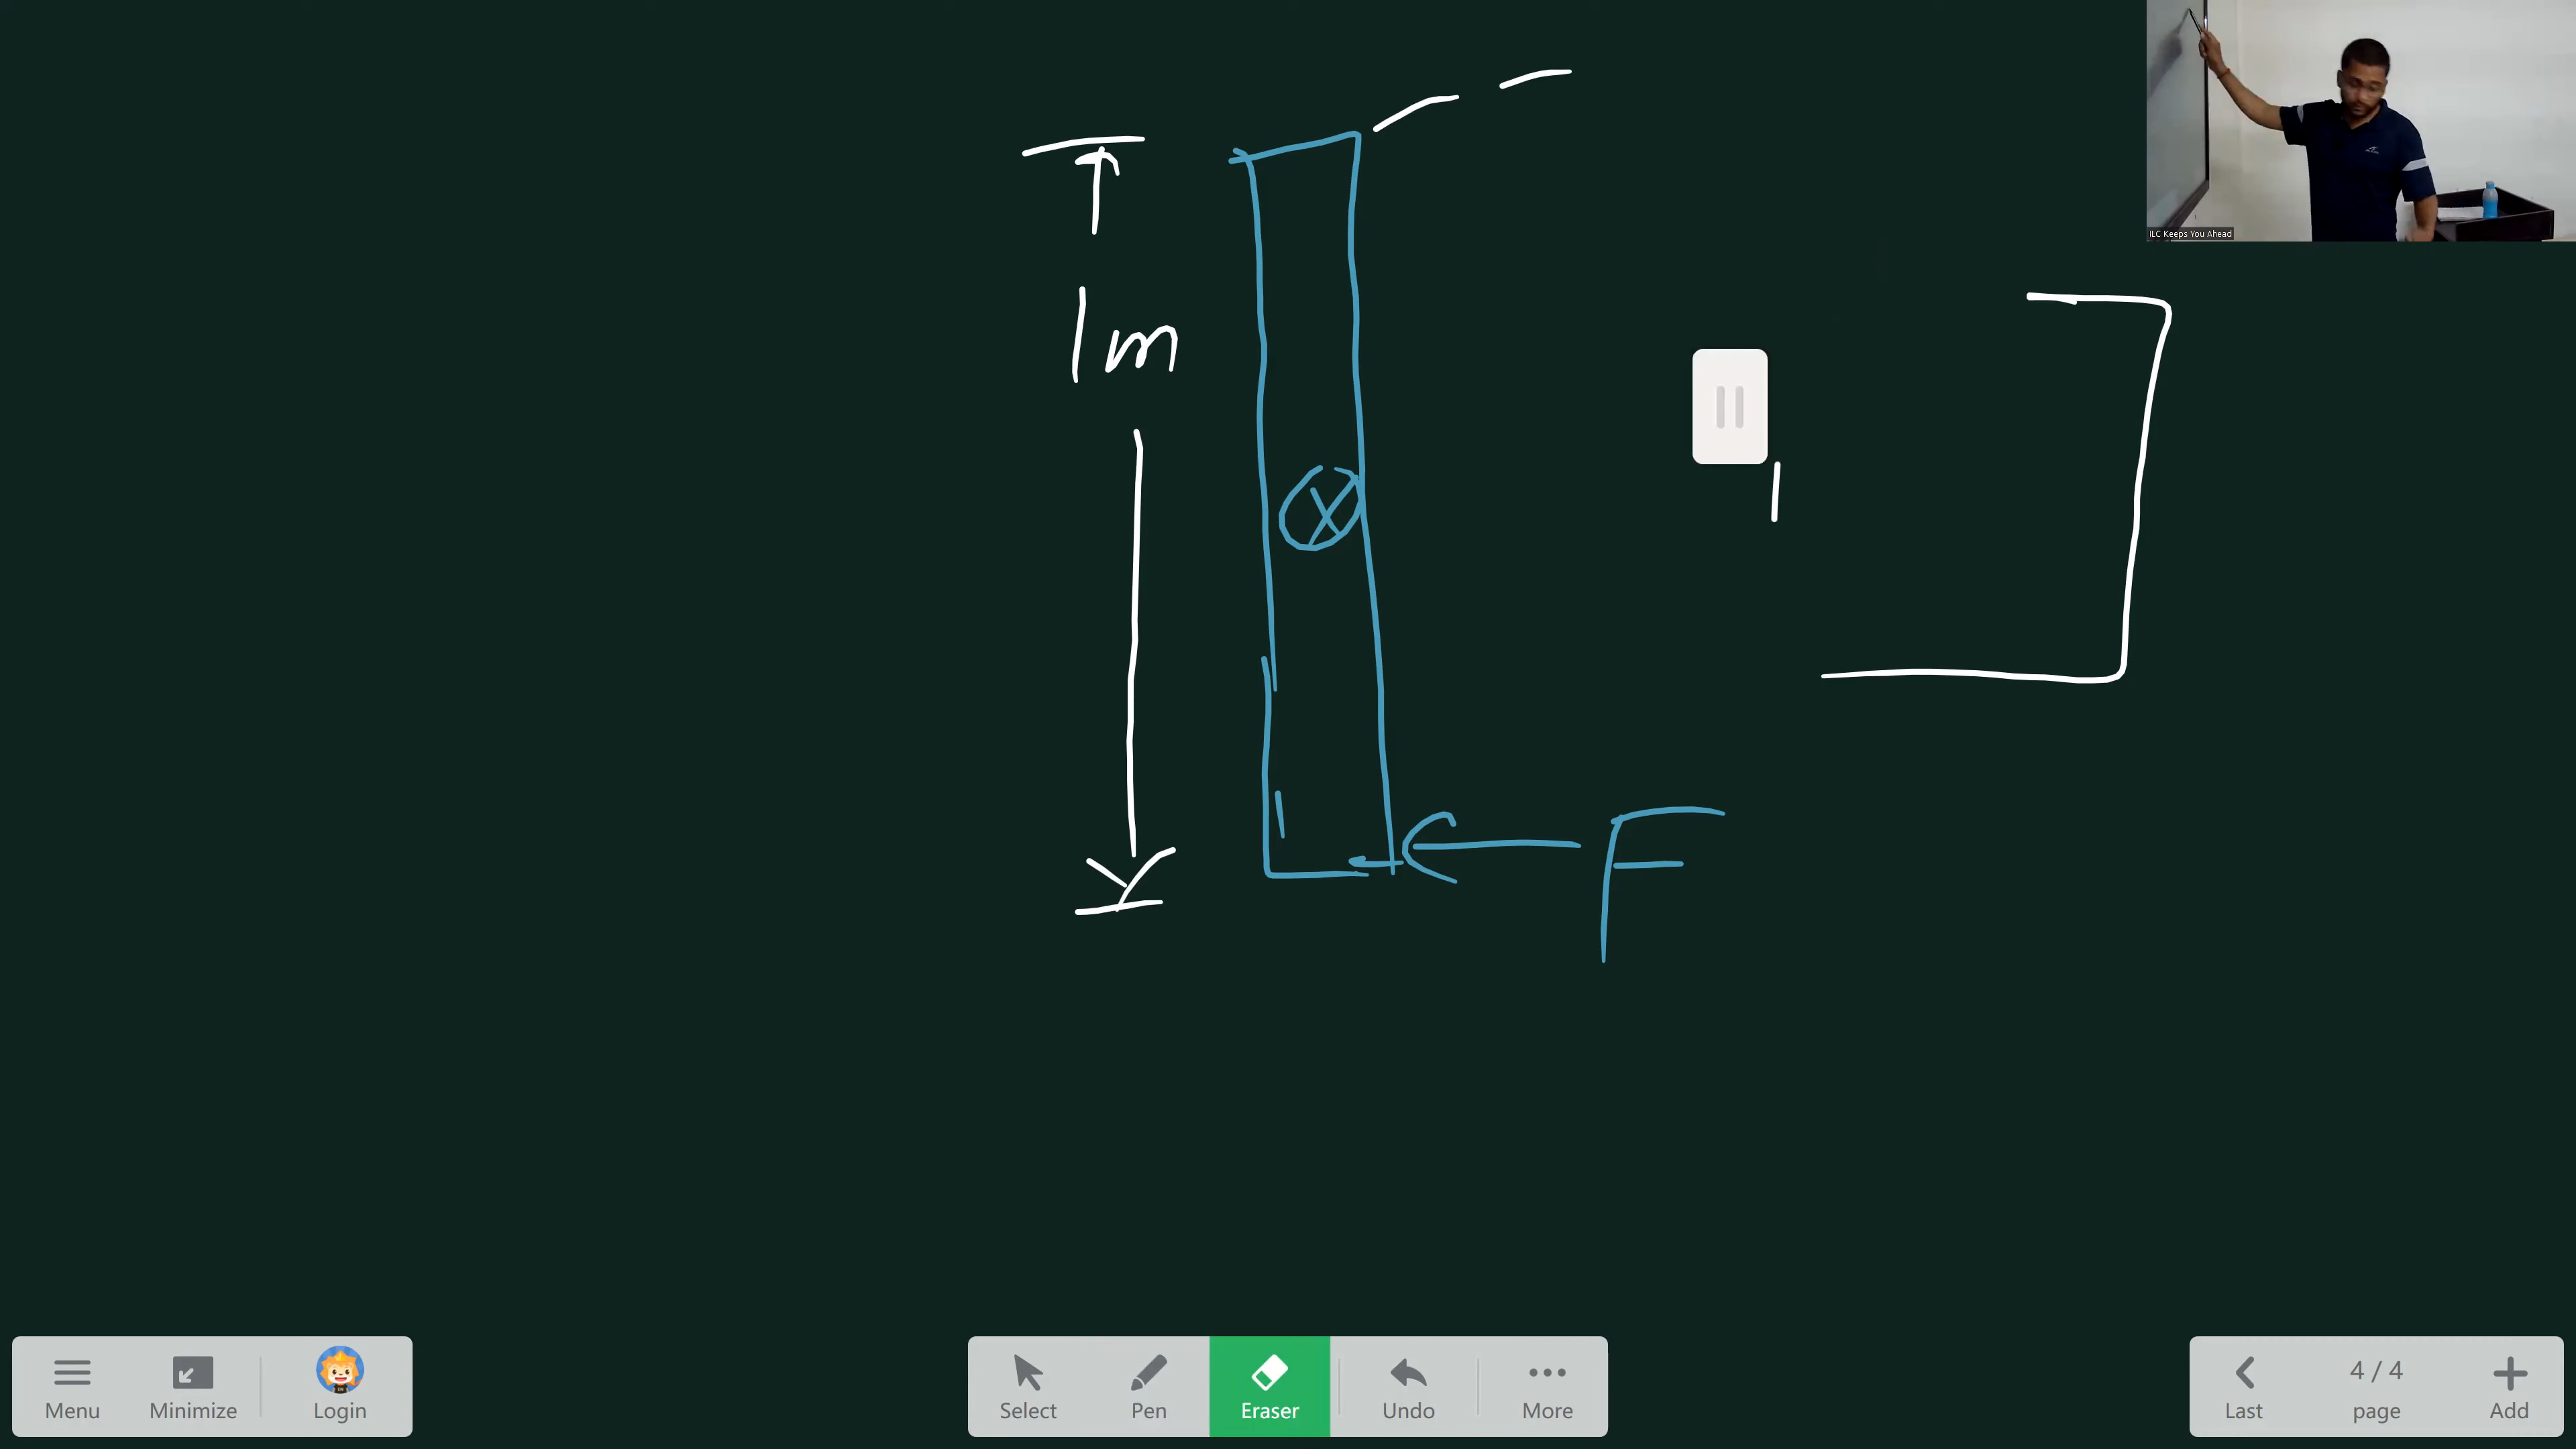 ILC Keeps You Ahead
1m
F
Menu
Minimize
Login
Select
Pen
Eraser
Undo
More
Last
4 / 4
page
Add